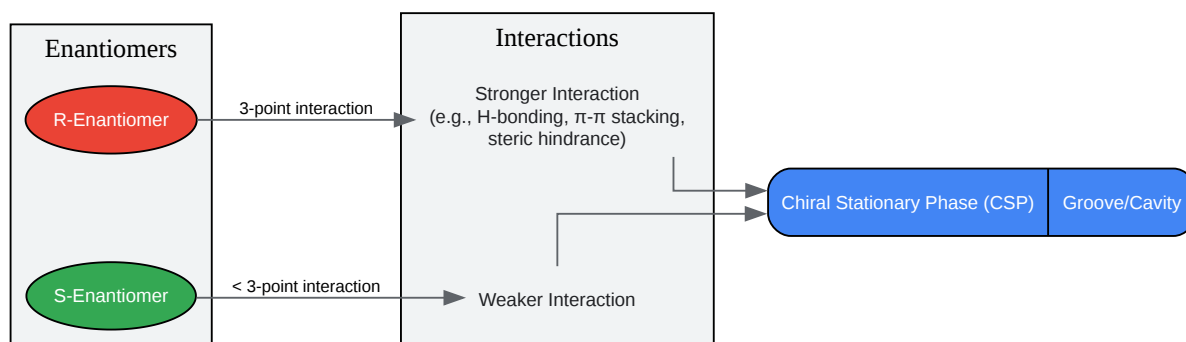 Enantiomers
Interactions
R-Enantiomer
3-point interaction
Stronger Interaction
(e.g., H-bonding, π-π stacking,
steric hindrance)
Chiral Stationary Phase (CSP)
Groove/Cavity
S-Enantiomer
< 3-point interaction
Weaker Interaction